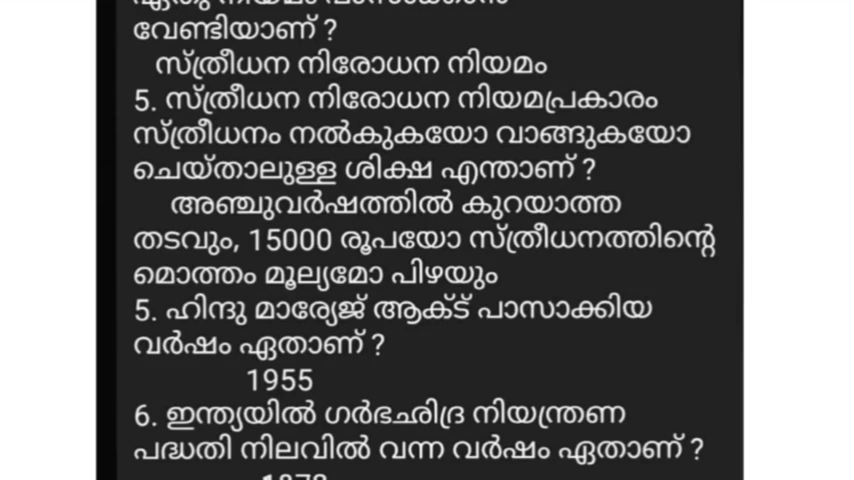 വേണ്ടിയാണ് ?
സ്ത്രീധന നിരോധന നിയമം
5. സ്ത്രീധന നിരോധന നിയമപ്രകാരം
സ്ത്രീധനം നൽകുകയോ വാങ്ങുകയോ
ചെയ്താലുള്ള ശിക്ഷ എന്താണ് ?
അഞ്ചുവർഷത്തിൽ കുറയാത്ത
തടവും, 15000 രൂപയോ സ്ത്രീധനത്തിന്റെ
മൊത്തം മൂല്യമോ പിഴയും
5. ഹിന്ദു മാര്യേജ് ആക്ട് പാസാക്കിയ
വർഷം ഏതാണ് ?
1955
6. ഇന്ത്യയിൽ ഗർഭഛിദ്ര നിയന്ത്രണ
പദ്ധതി നിലവിൽ വന്ന വർഷം ഏതാണ് ?